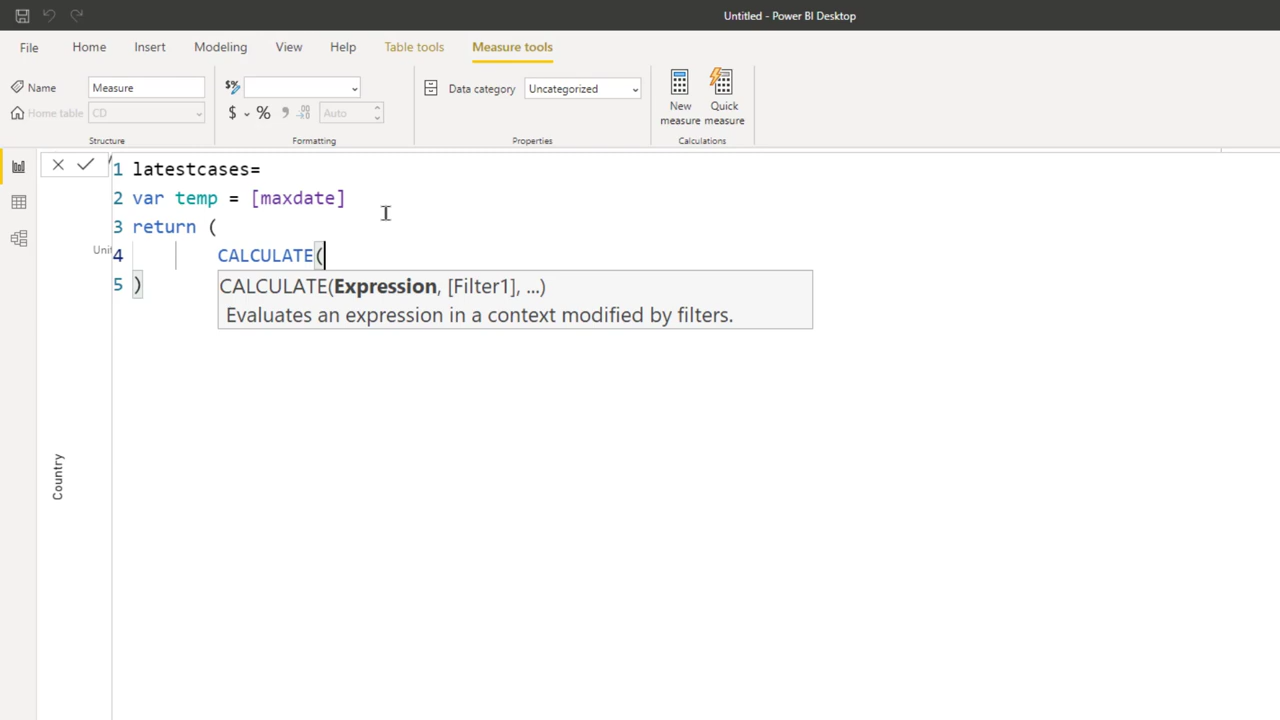 Untitled - Power BI Desktop
File Home Insert Modeling View Help Table tools Measure tools
Name Measure
Home table CD
$% 
$ % 9 Auto
Data category Uncategorized
New measure
Quick measure
Structure Formatting Properties Calculations
1 latestcases=
2 var temp = [maxdate]
3 return (
Unit
4 CALCULATE(
5 )
CALCULATE(Expression, [Filter1], ...)
Evaluates an expression in a context modified by filters.
Country